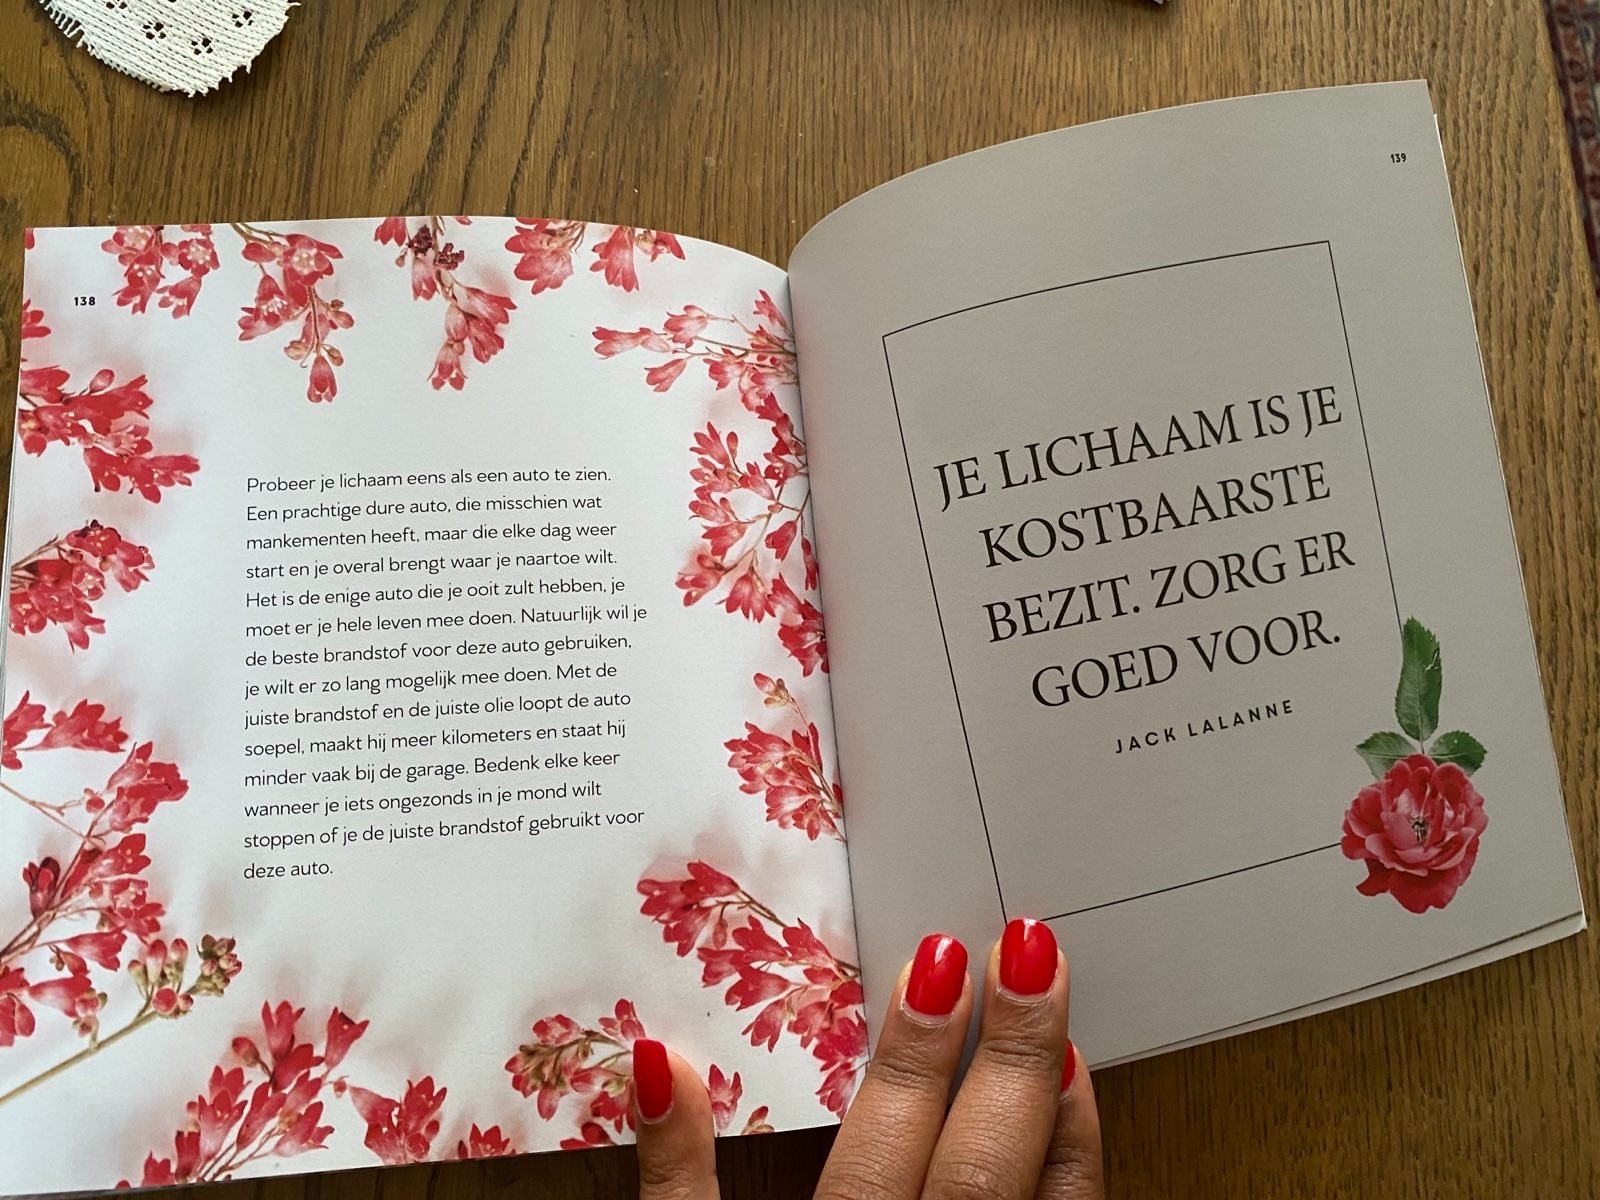 138
Probeer je lichaam eens als een auto te zien.
Een prachtige dure auto, die misschien wat
mankementen heeft, maar die elke dag weer
start en je overal brengt waar je naartoe wilt.
Het is de enige auto die je ooit zult hebben, je
moet er je hele leven mee doen. Natuurlijk wil je
de beste brandstof voor deze auto gebruiken,
je wilt er zo lang mogelijk mee doen. Met de
juiste brandstof en de juiste olie loopt de auto
soepel, maakt hij meer kilometers en staat hij
minder vaak bij de garage. Bedenk elke keer
wanneer je iets ongezonds in je mond wilt
stoppen of je de juiste brandstof gebruikt voor
deze auto.
139
JE LICHAAM IS JE
KOSTBAARSTE
BEZIT. ZORG ER
GOED VOOR.
JACK LALANNE